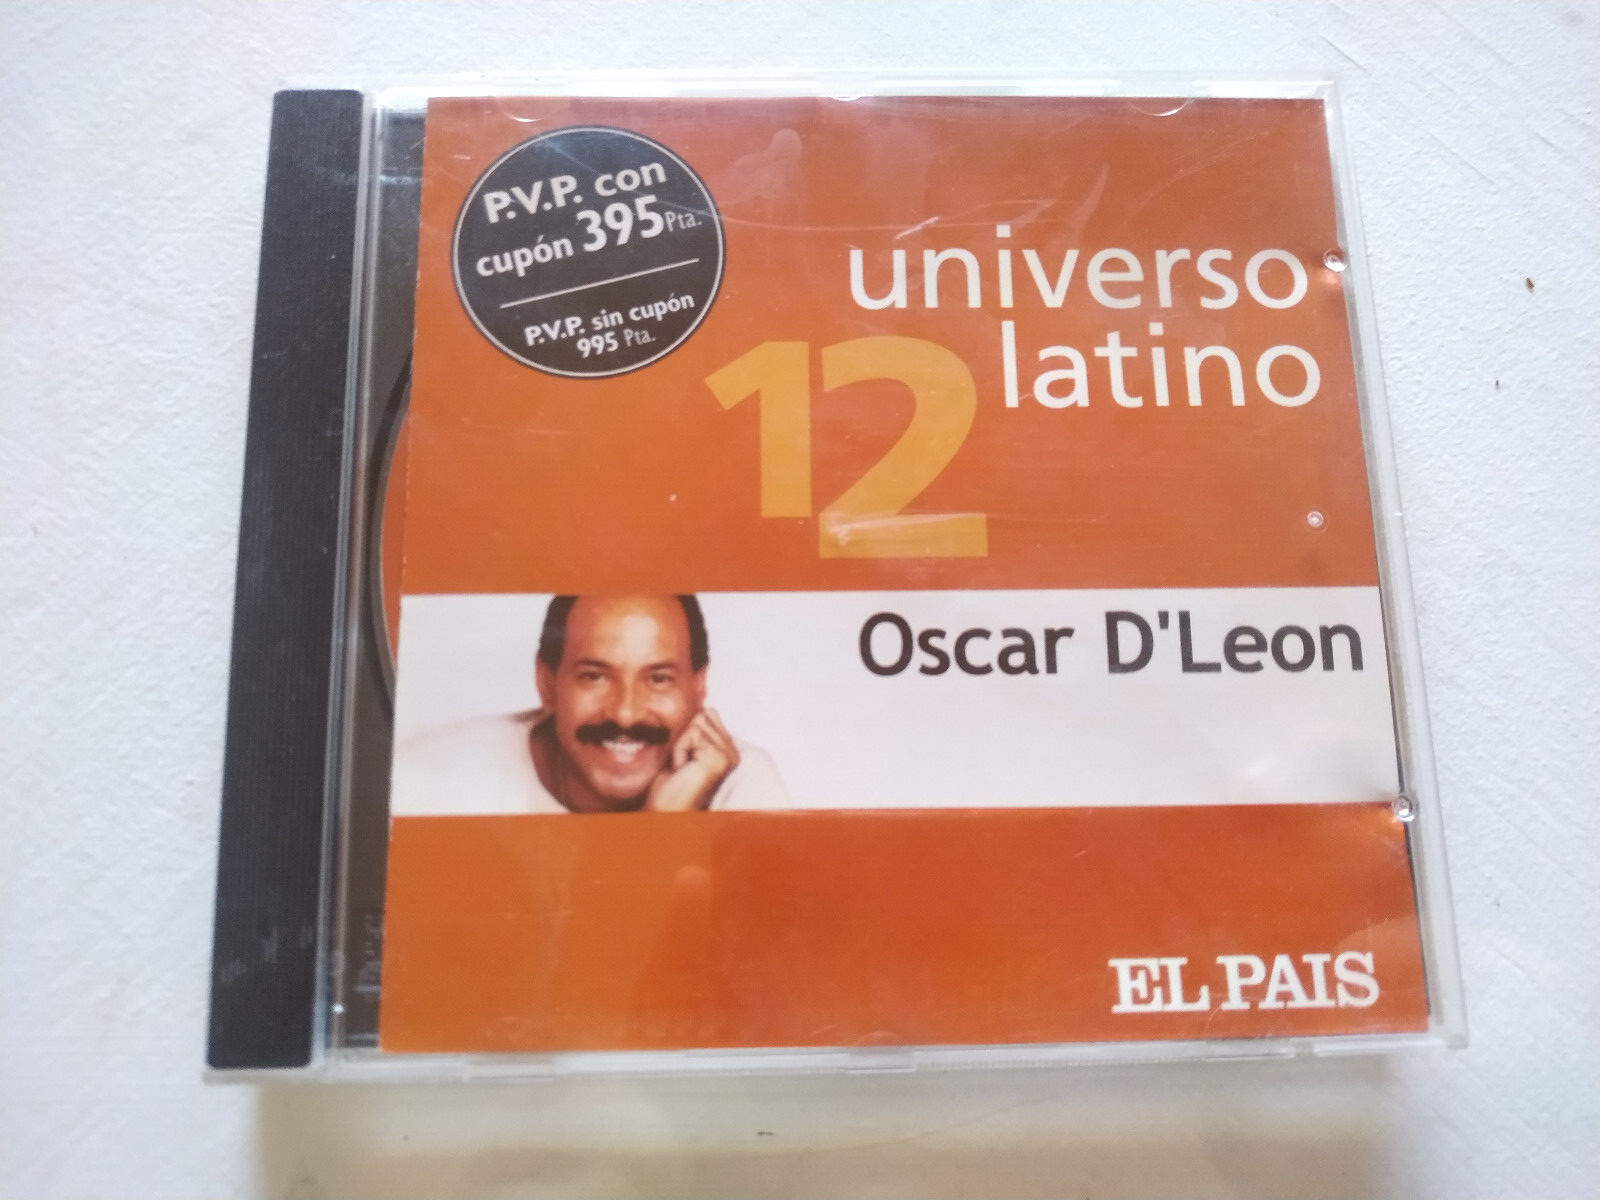 P.V.P. con
cupón 395 Pta.
P.V.P. sin cupón
995 Pta.
universo
latino
12
Oscar D'Leon
EL PAIS